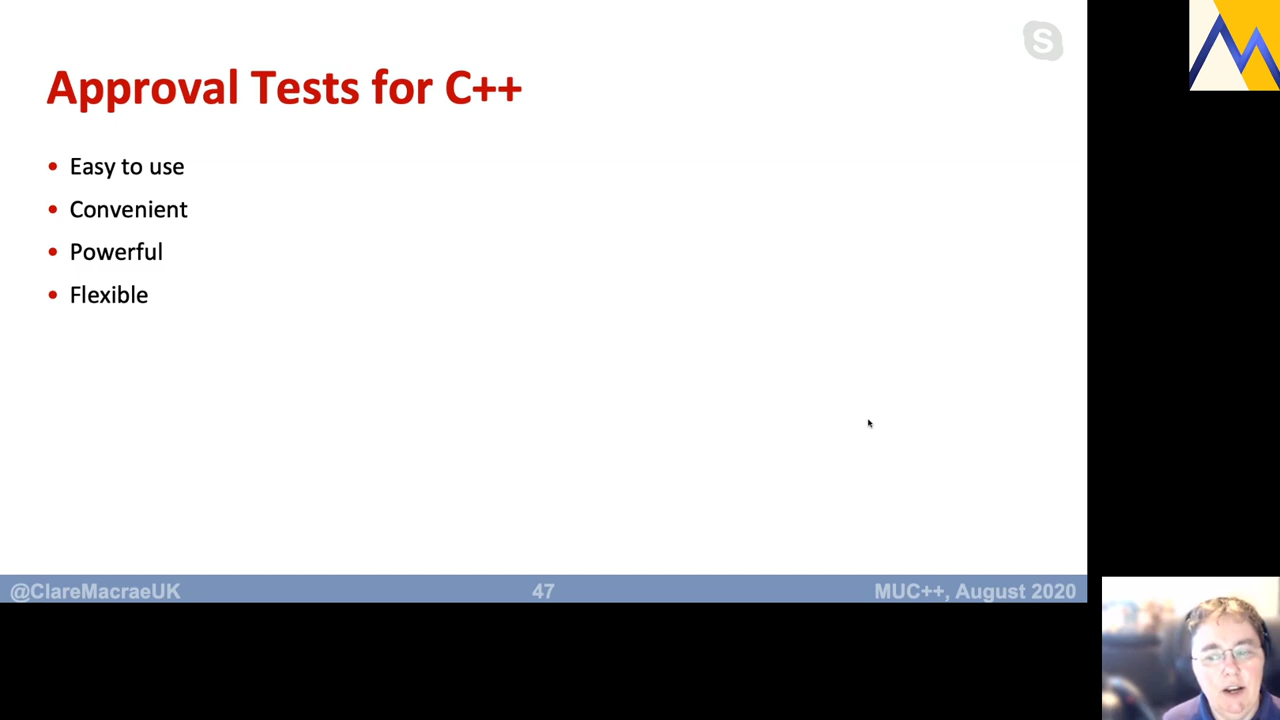 S
Approval Tests for C++
• Easy to use
• Convenient
• Powerful
• Flexible
@ClareMacraeUK
47
MUC++, August 2020